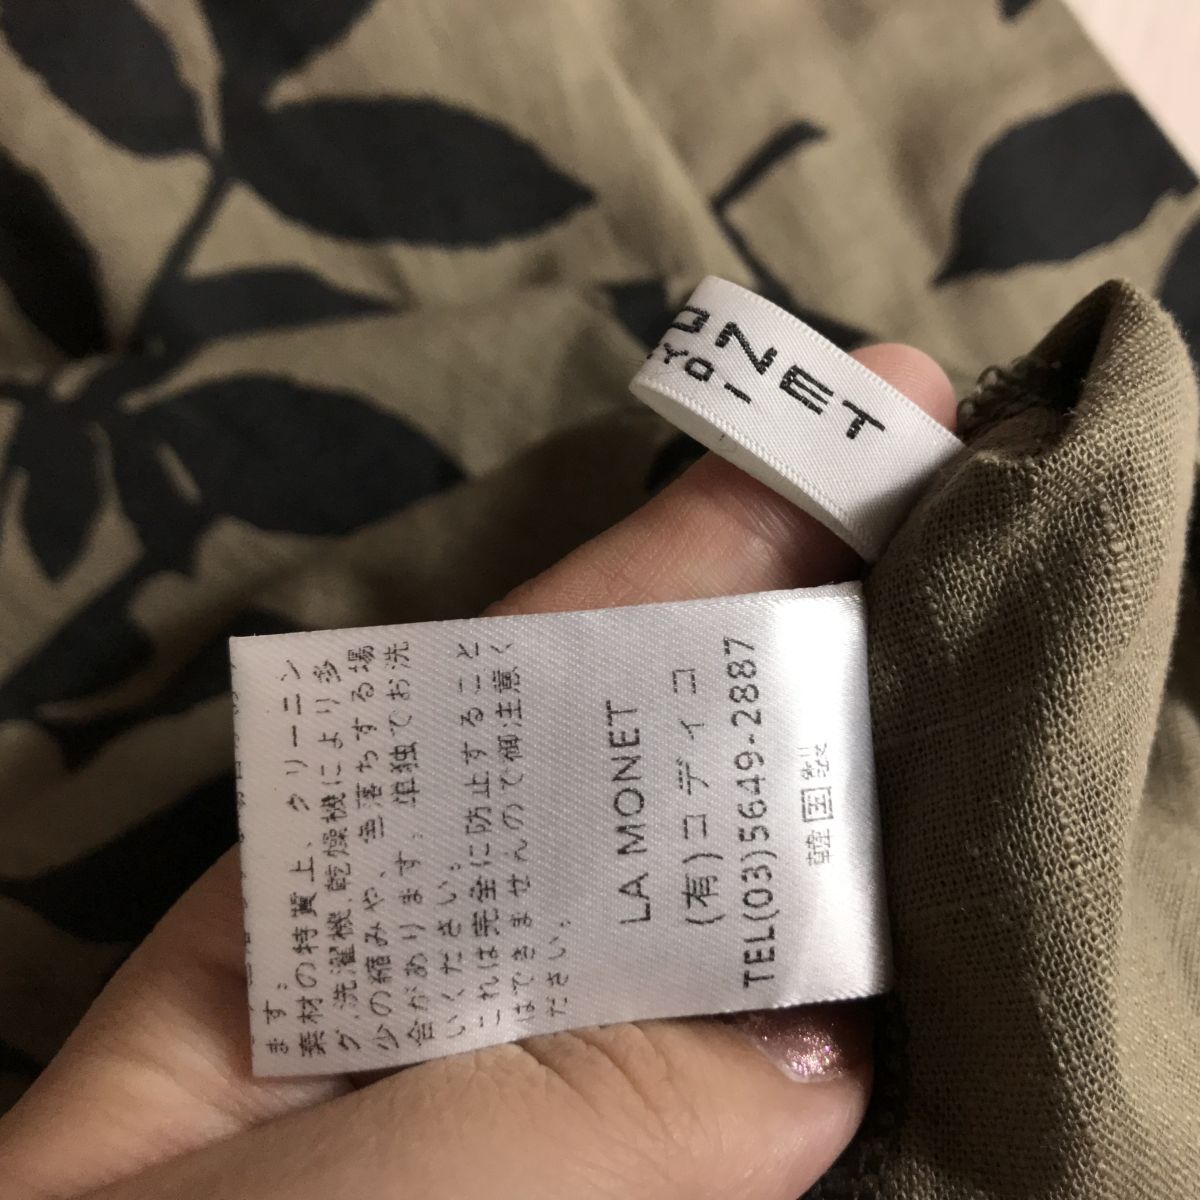 ONET
YO-
ます。
素材の特質上、クリーニン
グ、洗濯機、乾燥機により多
少の縮みや、色落ちする場
合があります。単独でお洗
いください。
これは完全に防止すること
はできませんので御注意く
ださい。
LA MONET
(有)コディコ
TEL(03)5649-2887
韓国製